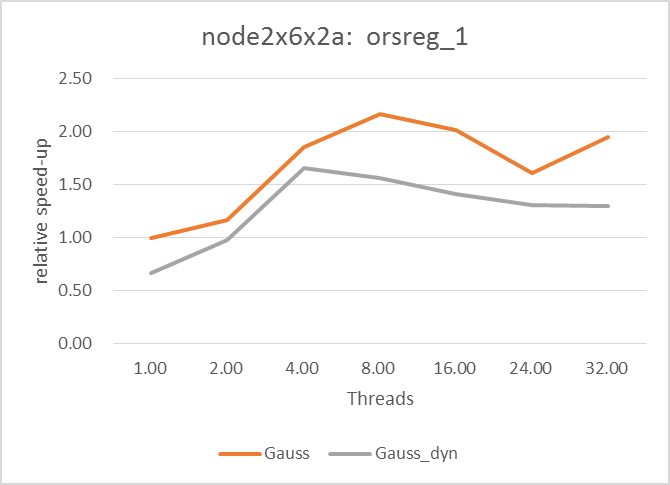 node2x6x2a:  orsreg_1
2.50
2.00
1.50
1.00
0.50
0.00
relative speed-up
1.00 2.00 4.00 8.00 16.00 24.00 32.00
Threads
Gauss Gauss_dyn